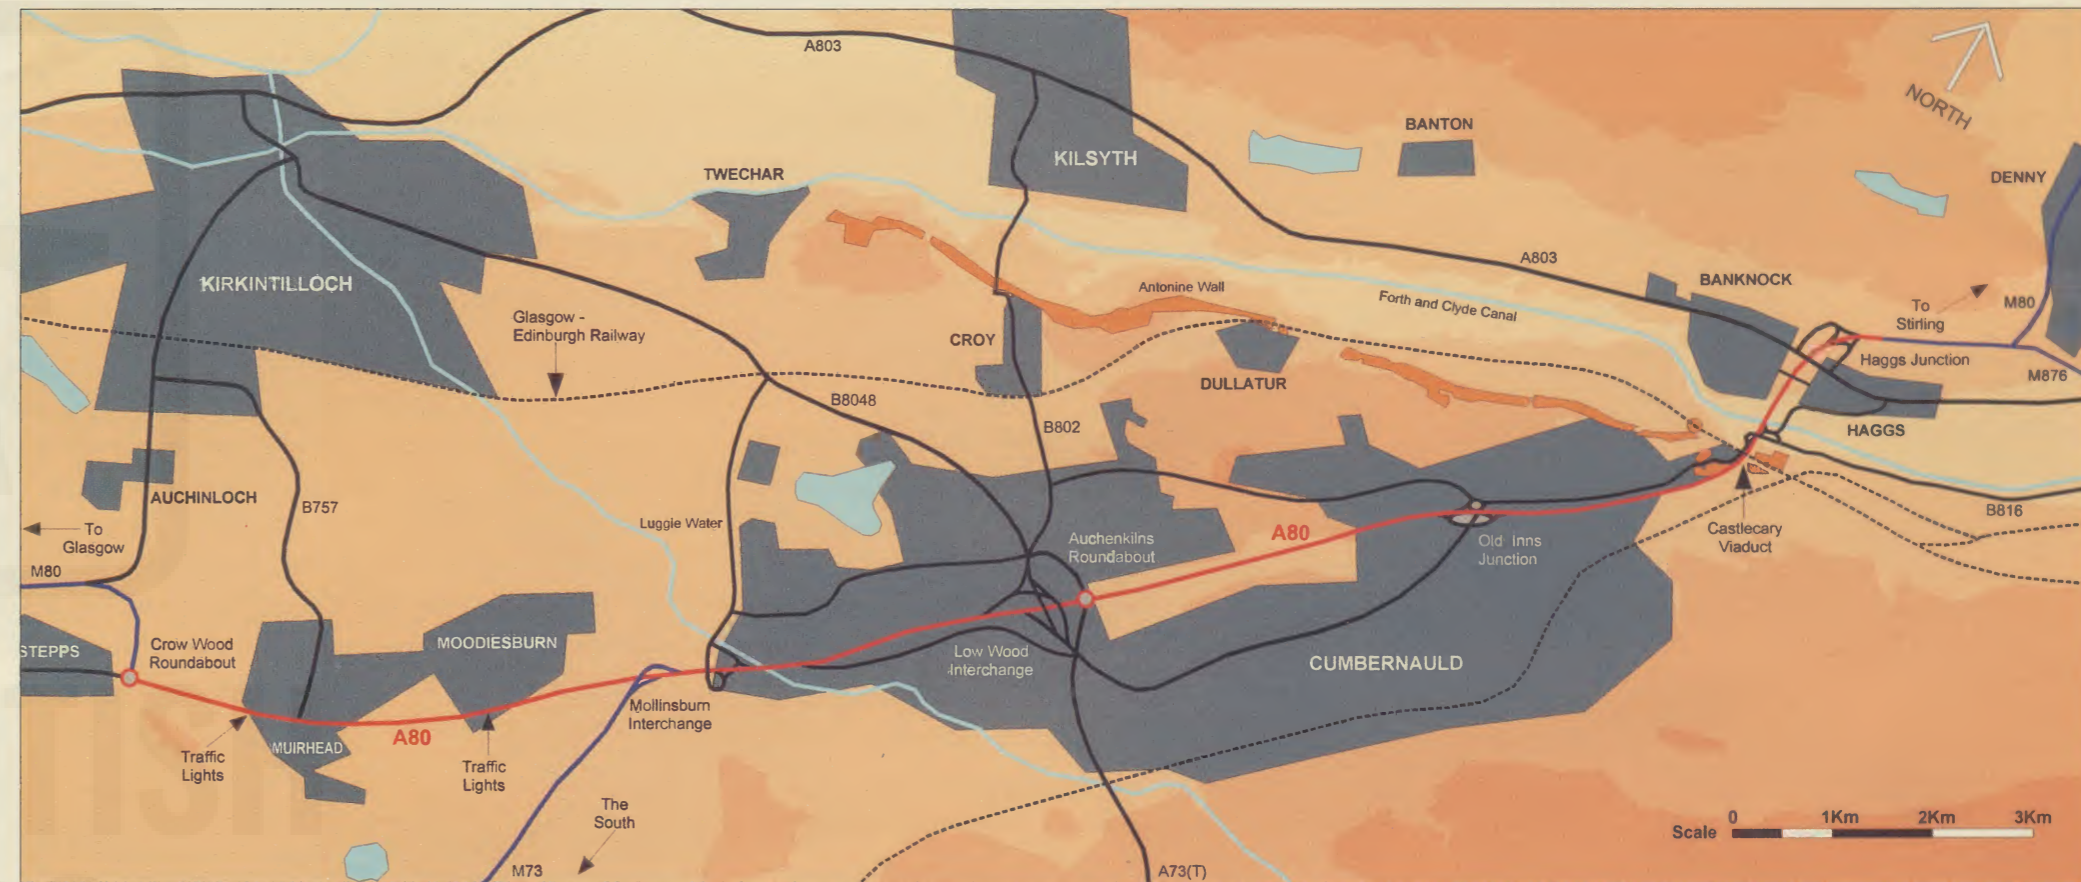 A803
NORTH
BANTON
KILSYTH
TWECHAR
DENNY
A803
BANKNOCK
KIRKINTILLOCH
Antonine Wall
Forth and Clyde Canal
To
Stirling
M80
Glasgow -
Edinburgh Railway
CROY
Haggs Junction
M876
DULLATUR
B8048
B802
HAGGS
AUCHINLOCH
B757
Luggie Water
To
Glasgow
M80
Auchenkilns
Roundabout
A80
Old Inns
Junction
Castlecary
Viaduct
B816
STEPPS
Crow Wood
Roundabout
MOODIESBURN
Low Wood
Interchange
CUMBERNAULD
Mollinsburn
Interchange
A80
MUIRHEAD
Traffic
Lights
Traffic
Lights
The
South
M73
A73(T)
Scale 0 1Km 2Km 3Km